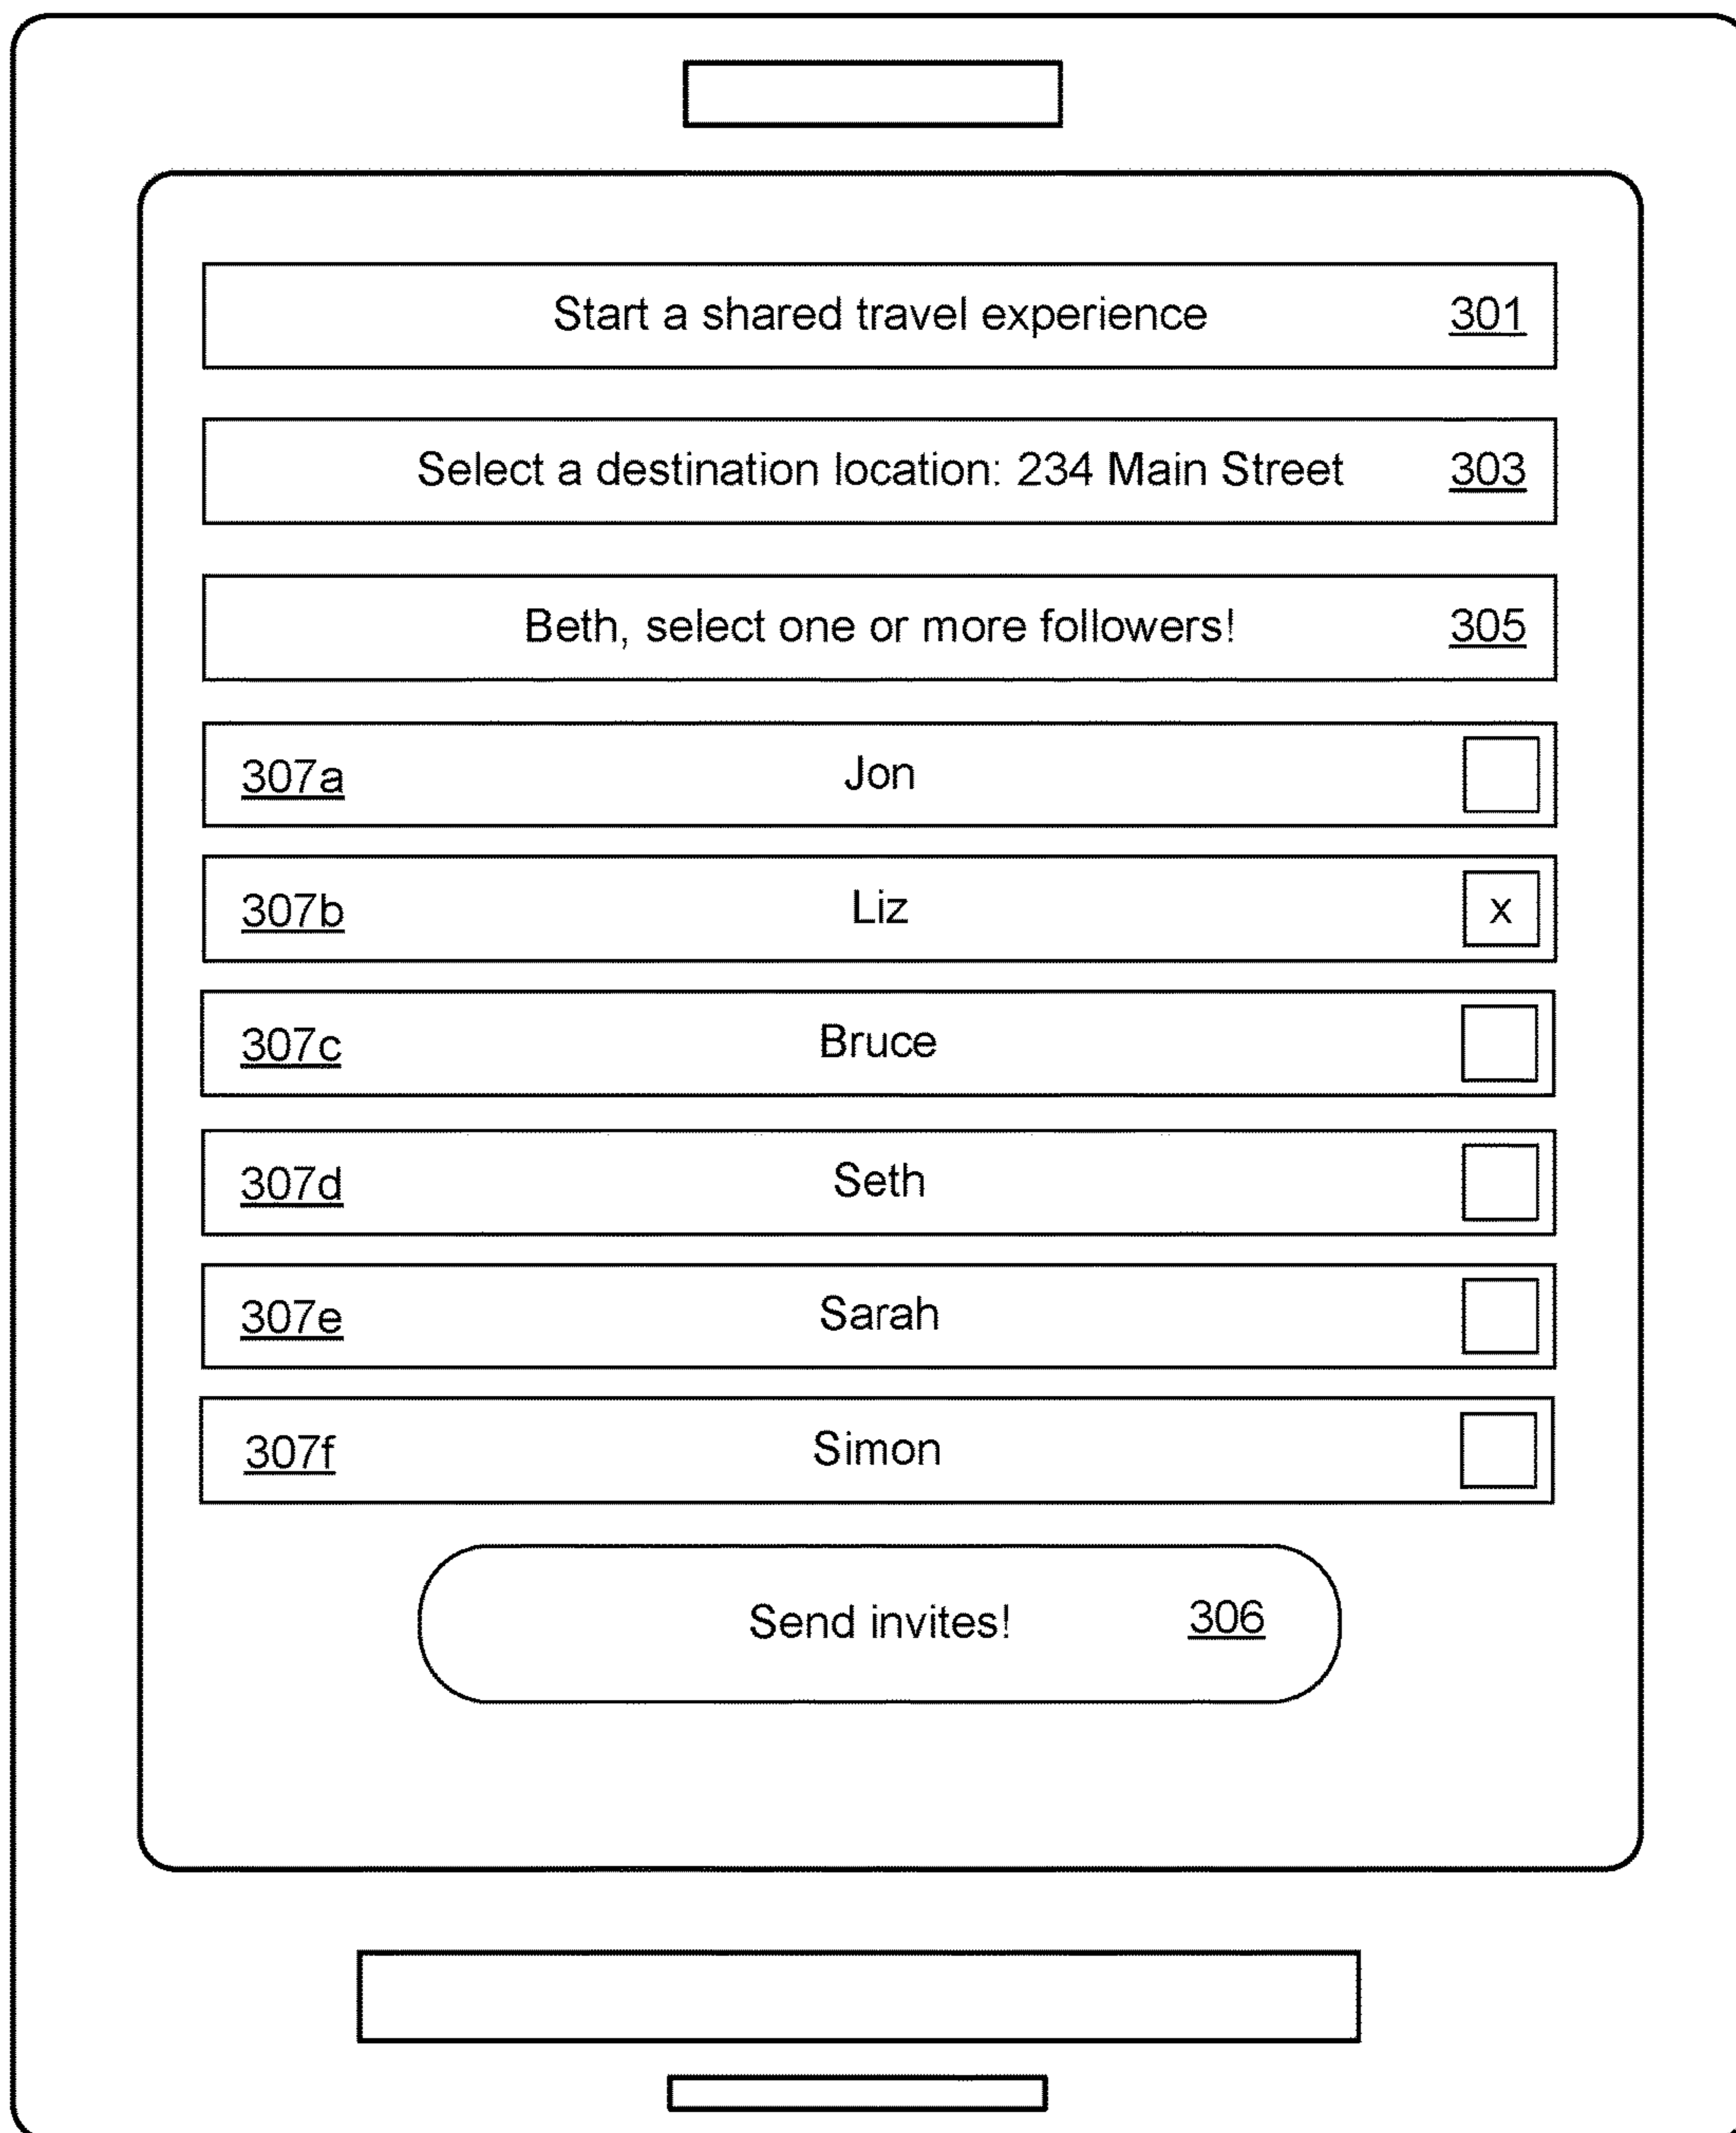 Start a shared travel experience 301
Select a destination location: 234 Main Street 303
Beth, select one or more followers! 305
307a Jon
307b Liz x
307c Bruce
307d Seth
307e Sarah
307f Simon
Send invites! 306